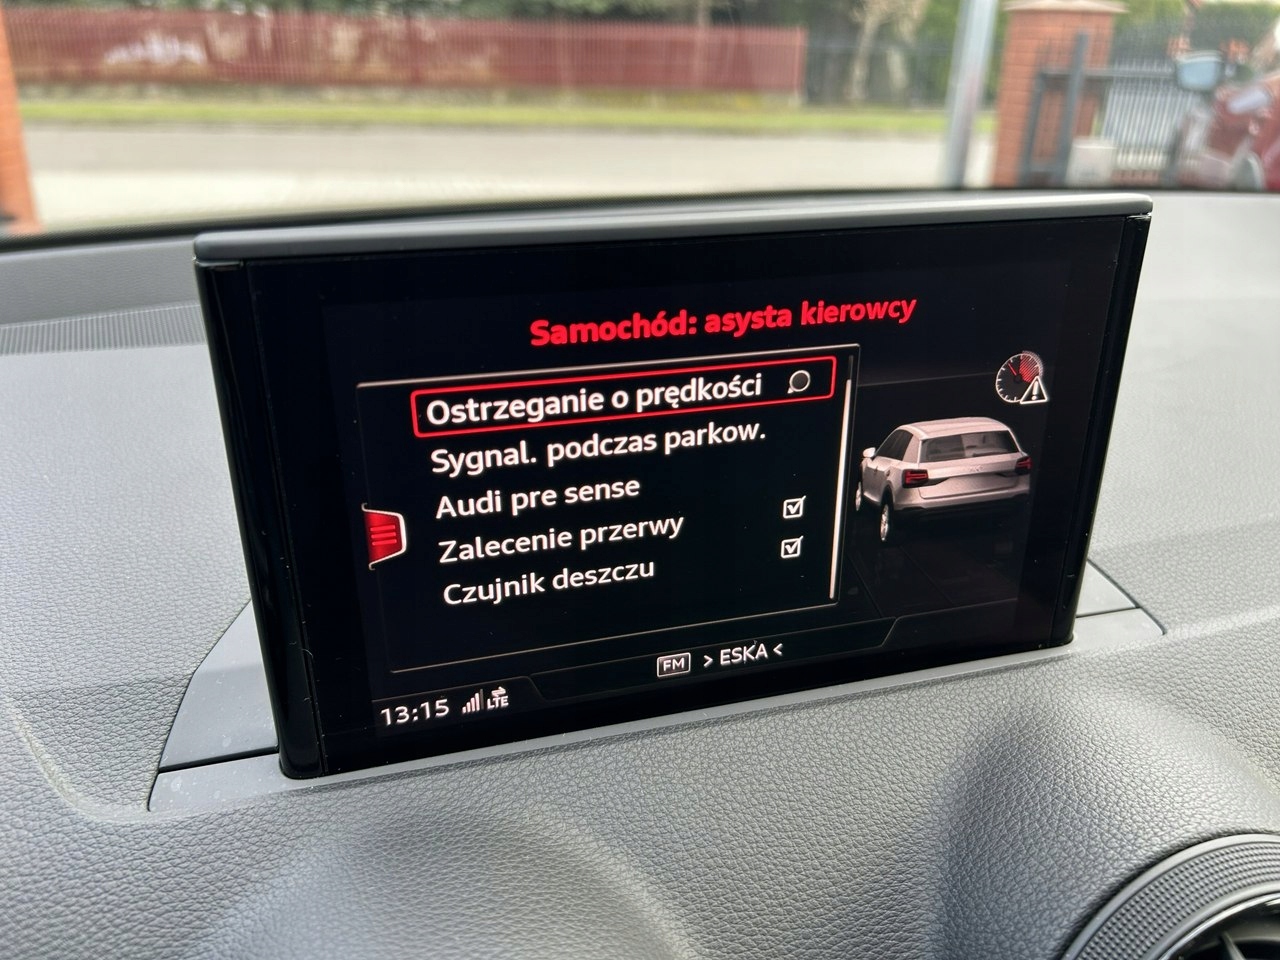 Samochód: asysta kierowcy
Ostrzeganie o prędkości
Sygnal. podczas parkow.
Audi pre sense
Zalecenie przerwy
Czujnik deszczu
FM > ESKA <
13:15 LTE